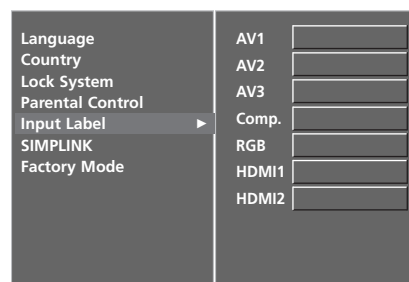 Language
Country
Lock System
Parental Control
Input Label ►
SIMPLINK
Factory Mode
AV1
AV2
AV3
Comp.
RGB
HDMI1
HDMI2